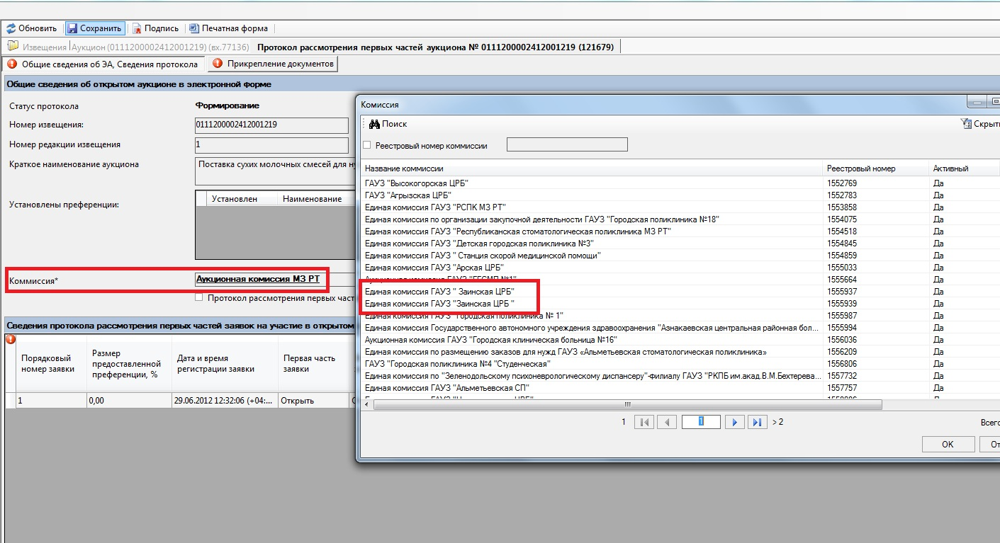 Обновить Сохранить Подпись Печатная форма
Извещения Аукцион (0111200002412001219) (вх.77136) Протокол рассмотрения первых частей аукциона № 0111200002412001219 (121679)
Общие сведения об ЭА, Сведения протокола Прикрепление документов
Общие сведения об открытом аукционе в электронной форме
Статус протокола Формирование
Номер извещения: 0111200002412001219
Номер редакции извещения 1
Краткое наименование аукциона Поставка сухих молочных смесей для ну
Установлены преференции: Установлен Наименование
Коммиссия* Аукционная комиссия МЗ РТ
Протокол рассмотрения первых част
Сведения протокола рассмотрения первых частей заявок на участие в открытом
Порядковый номер заявки
Размер предоставленной преференции, %
Дата и время регистрации заявки
Первая часть заявки
1 0,00 29.06.2012 12:32:06 (+04:... Открыть
Комиссия
Поиск Скрыть
Реестровый номер коммиссии
Название коммиссии Реестровый номер Активный
ГАУЗ "Высокогорская ЦРБ" 1552769 Да
ГАУЗ "Агрызская ЦРБ" 1552783 Да
Единая комиссия ГАУЗ "РСПК МЗ РТ" 1553858 Да
Единая комиссия по организации закупочной деятельности ГАУЗ "Городская поликлиника №18" 1554075 Да
Единая комиссия ГАУЗ "Республиканская стоматологическая поликлиника МЗ РТ" 1554518 Да
Единая комиссия ГАУЗ "Детская городская поликлиника №3" 1554845 Да
Единая комиссия ГАУЗ " Станция скорой медицинской помощи" 1554859 Да
Единая комиссия ГАУЗ "Арская ЦРБ" 1555033 Да
1555664 Да
Единая комиссия ГАУЗ " Заинская ЦРБ" 1555937 Да
Единая комиссия ГАУЗ "Заинская ЦРБ " 1555939 Да
Единая комиссия ГАУЗ "Городская поликлиника № 1" 1555987 Да
Единая комиссия Государственного автономного учреждения здравоохранения "Азнакаевская центральная районная бол... 1555994 Да
Аукционная комиссия ГАУЗ "Городская клиническая больница №16" 1556036 Да
Единая комиссия по размещению заказов для нужд ГАУЗ «Альметьевская стоматологическая поликлиника» 1556209 Да
ГАУЗ "Городская поликлиника №4 "Студенческая" 1556806 Да
Единая комиссия по "Зеленодольскому психоневрологическому диспансеру"-филиалу ГАУЗ "РКПБ им.акад.В.М.Бехтерева... 1557732 Да
Единая комиссия ГАУЗ "Альметьевская СП" 1557757 Да
1 1 > 2
Всего
OK От